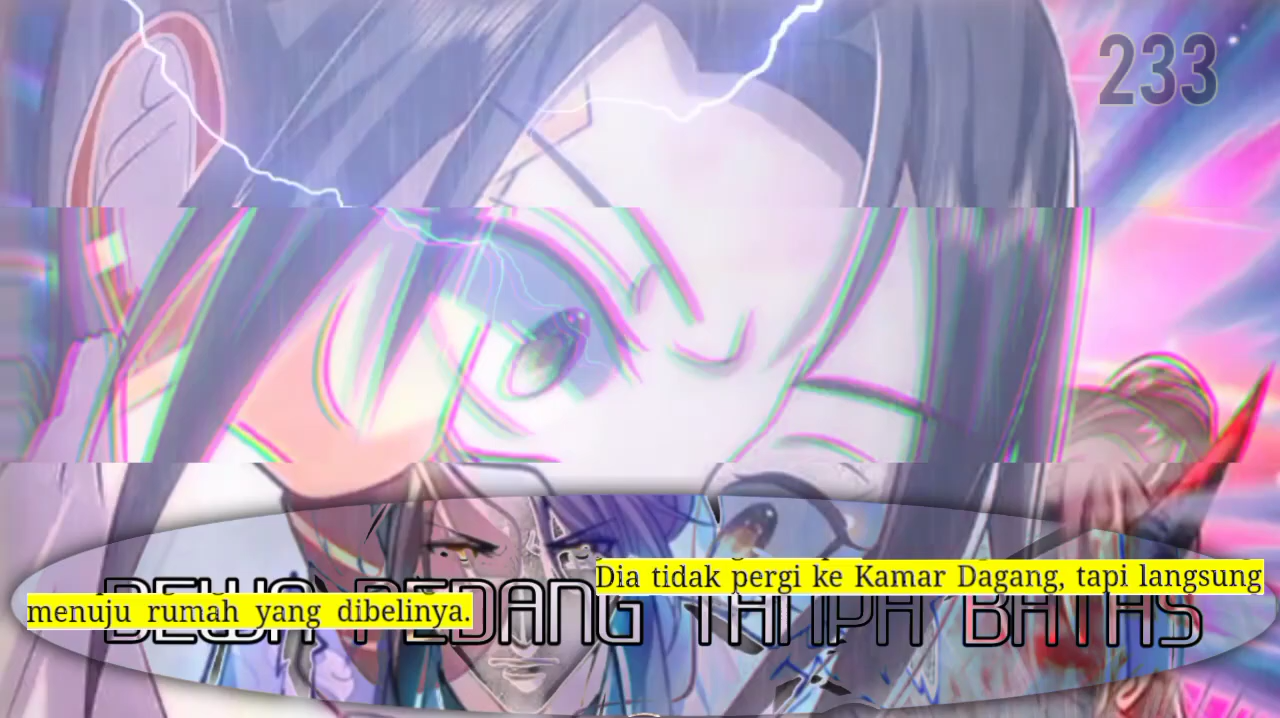 233
Dia tidak pergi ke Kamar Dagang, tapi langsung
menuju rumah yang dibelinya.
DEWA PEDANG TANPA BATAS